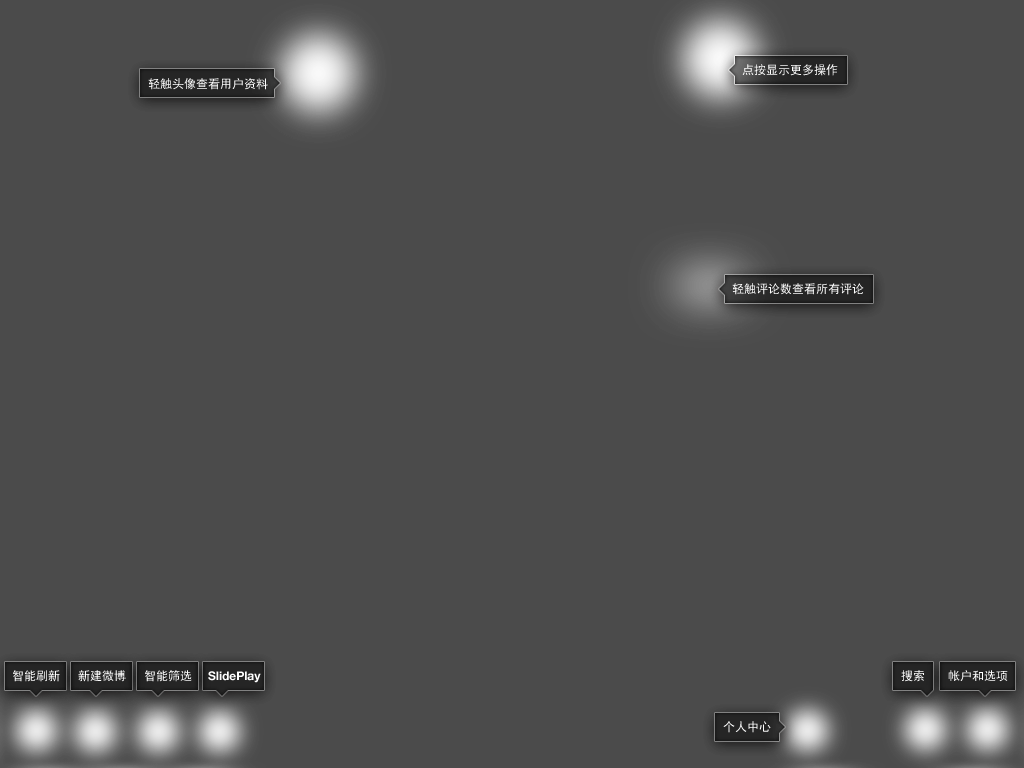 轻触头像查看用户资料
点按显示更多操作
轻触评论数查看所有评论
智能刷新
新建微博
智能筛选
SlidePlay
搜索
帐户和选项
个人中心